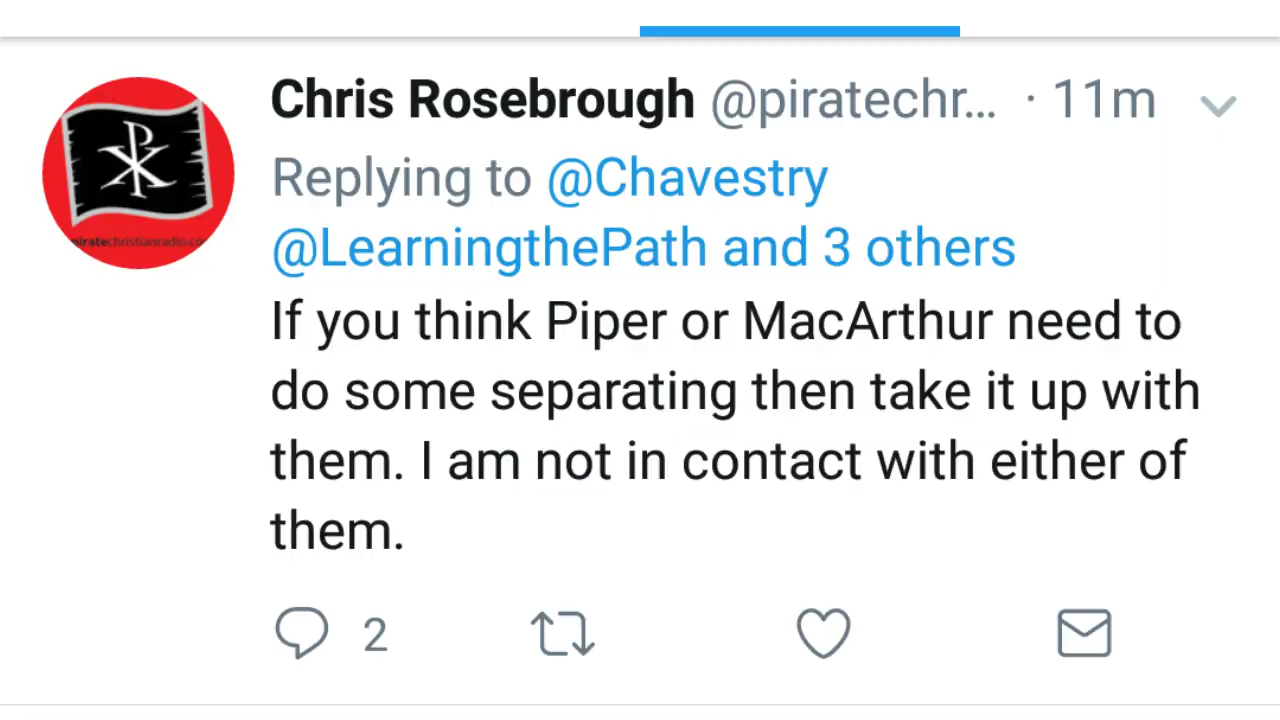 Chris Rosebrough @piratechr... · 11m
Replying to @Chavestry
@LearningthePath and 3 others
If you think Piper or MacArthur need to
do some separating then take it up with
them. I am not in contact with either of
them.
2